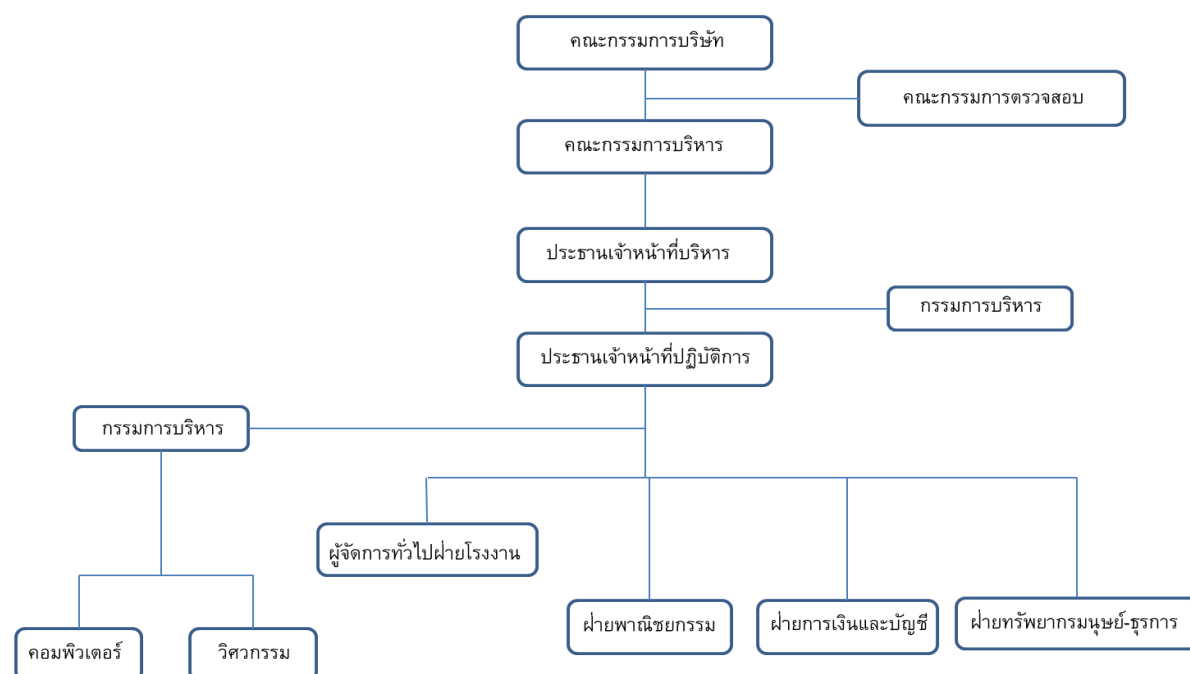 คณะกรรมการบริษัท
คณะกรรมการตรวจสอบ
คณะกรรมการบริหาร
ประธานเจ้าหน้าที่บริหาร
กรรมการบริหาร
ประธานเจ้าหน้าที่ปฏิบัติการ
กรรมการบริหาร
ผู้จัดการทั่วไปฝ่ายโรงงาน
ฝ่ายพาณิชยกรรม
ฝ่ายการเงินและบัญชี
ฝ่ายทรัพยากรมนุษย์-ธุรการ
คอมพิวเตอร์
วิศวกรรม